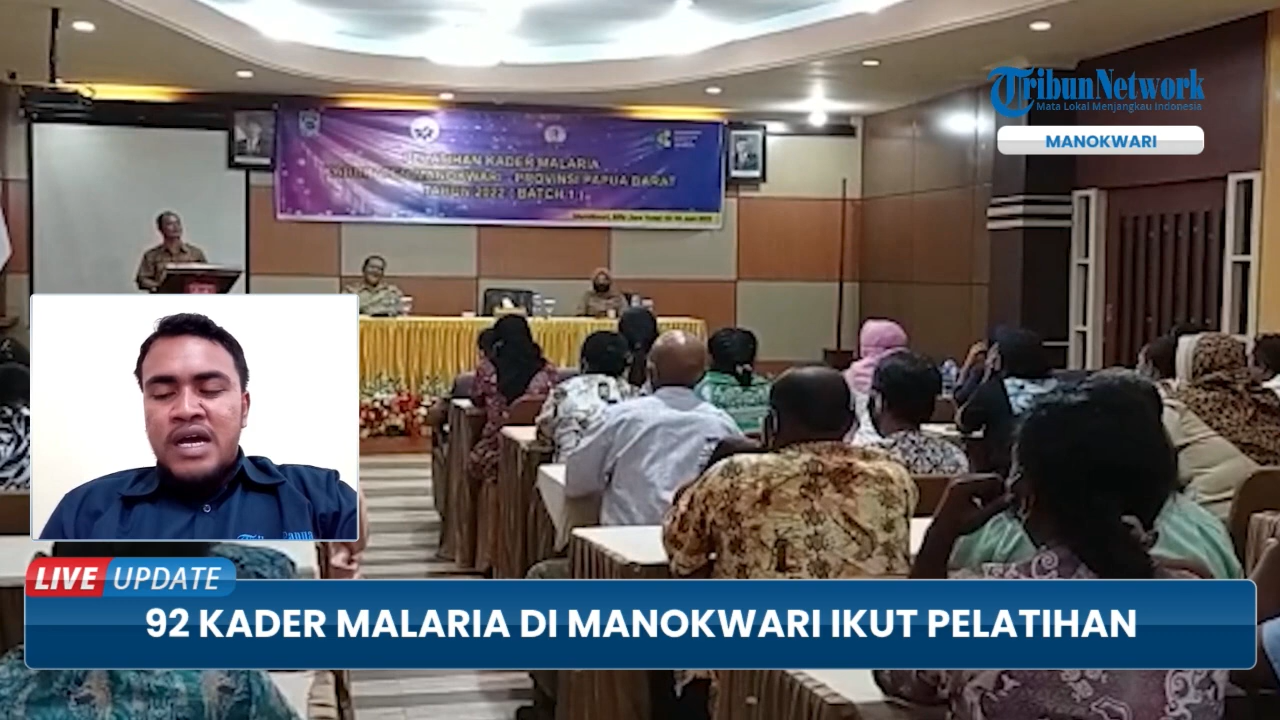 TribunNetwork
Mata Lokal Menjangkau Indonesia
MANOKWARI
PELATIHAN KADER MALARIA
MANOKWARI - PROVINSI PAPUA BARAT
TAHUN 2022 ( BATCH 1 )
LIVE UPDATE
92 KADER MALARIA DI MANOKWARI IKUT PELATIHAN